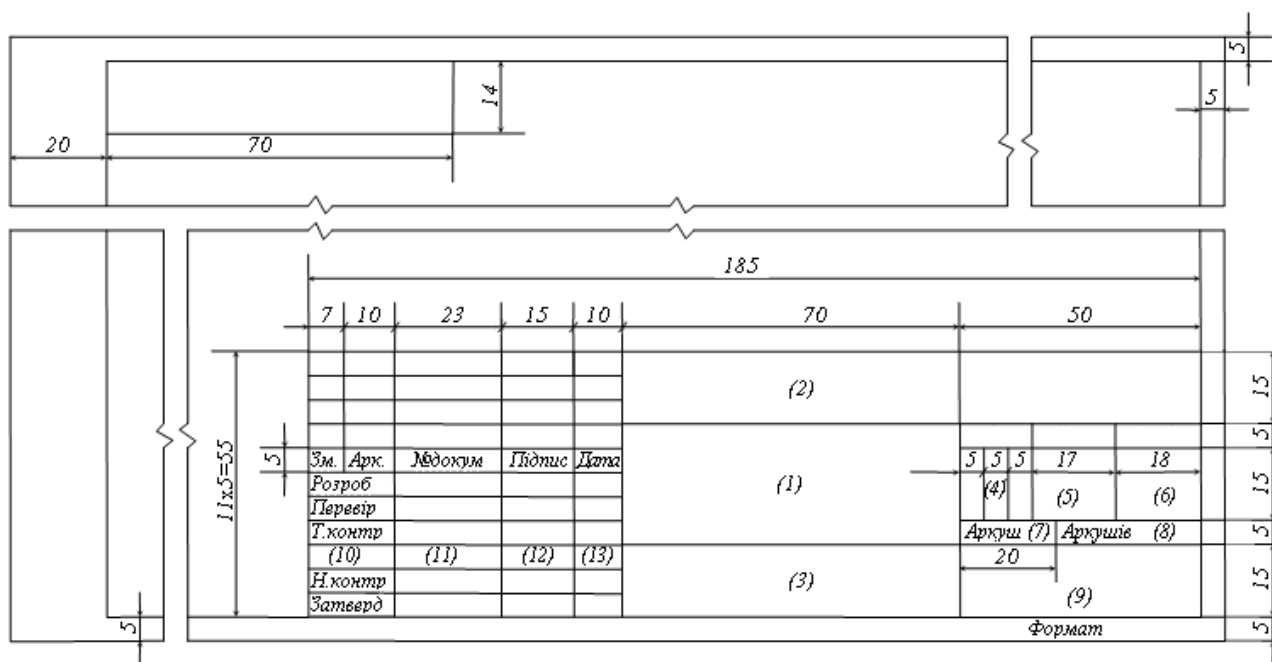 5
14
5
20 70
185
7 10 23 15 10 70 50
(2) 15
5
11x5=55
5 Зм. Арк. №докум Підпис Дата 5 5 5 17 18
Розроб (1) (4) (5) (6) 15
Перевір
Т.контр Аркуш (7) Аркушів (8) 5
(10) (11) (12) (13) 20
Н.контр (3) 15
Затверд (9)
5 Формат 5